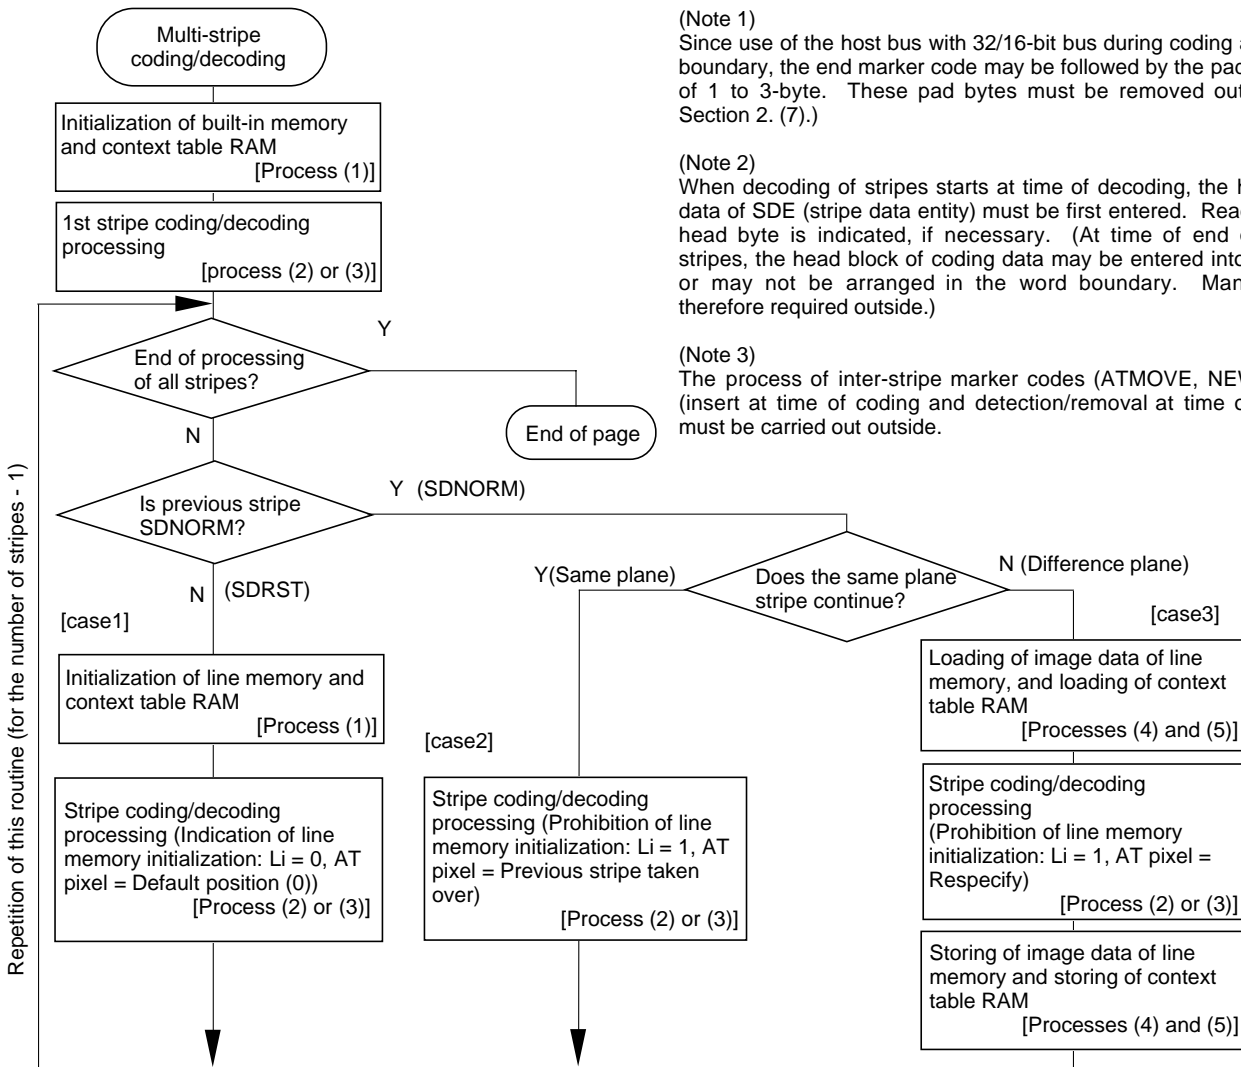 Multi-stripe
coding/decoding
Initialization of built-in memory
and context table RAM
[Process (1)]
1st stripe coding/decoding
processing
[process (2) or (3)]
End of processing
of all stripes?
Y
End of page
N
Is previous stripe
SDNORM?
Y (SDNORM)
N (SDRST)
[case1]
Initialization of line memory and
context table RAM
[Process (1)]
Stripe coding/decoding
processing (Indication of line
memory initialization: Li = 0, AT
pixel = Default position (0))
[Process (2) or (3)]
Does the same plane
stripe continue?
Y(Same plane)
N (Difference plane)
[case2]
Stripe coding/decoding
processing (Prohibition of line
memory initialization: Li = 1, AT
pixel = Previous stripe taken
over)
[Process (2) or (3)]
[case3]
Loading of image data of line
memory, and loading of context
table RAM
[Processes (4) and (5)]
Stripe coding/decoding
processing
(Prohibition of line memory
initialization: Li = 1, AT pixel =
Respecify)
[Process (2) or (3)]
Storing of image data of line
memory and storing of context
table RAM
[Processes (4) and (5)]
Repetition of this routine (for the number of stripes - 1)
(Note 1)
Since use of the host bus with 32/16-bit bus during coding
boundary, the end marker code may be followed by the
of 1 to 3-byte. These pad bytes must be removed
Section 2. (7).)
(Note 2)
When decoding of stripes starts at time of decoding, the
data of SDE (stripe data entity) must be first entered.
head byte is indicated, if necessary. (At time of end
stripes, the head block of coding data may be entered
or may not be arranged in the word boundary.
therefore required outside.)
(Note 3)
The process of inter-stripe marker codes (ATMOVE,
(insert at time of coding and detection/removal at time
must be carried out outside.